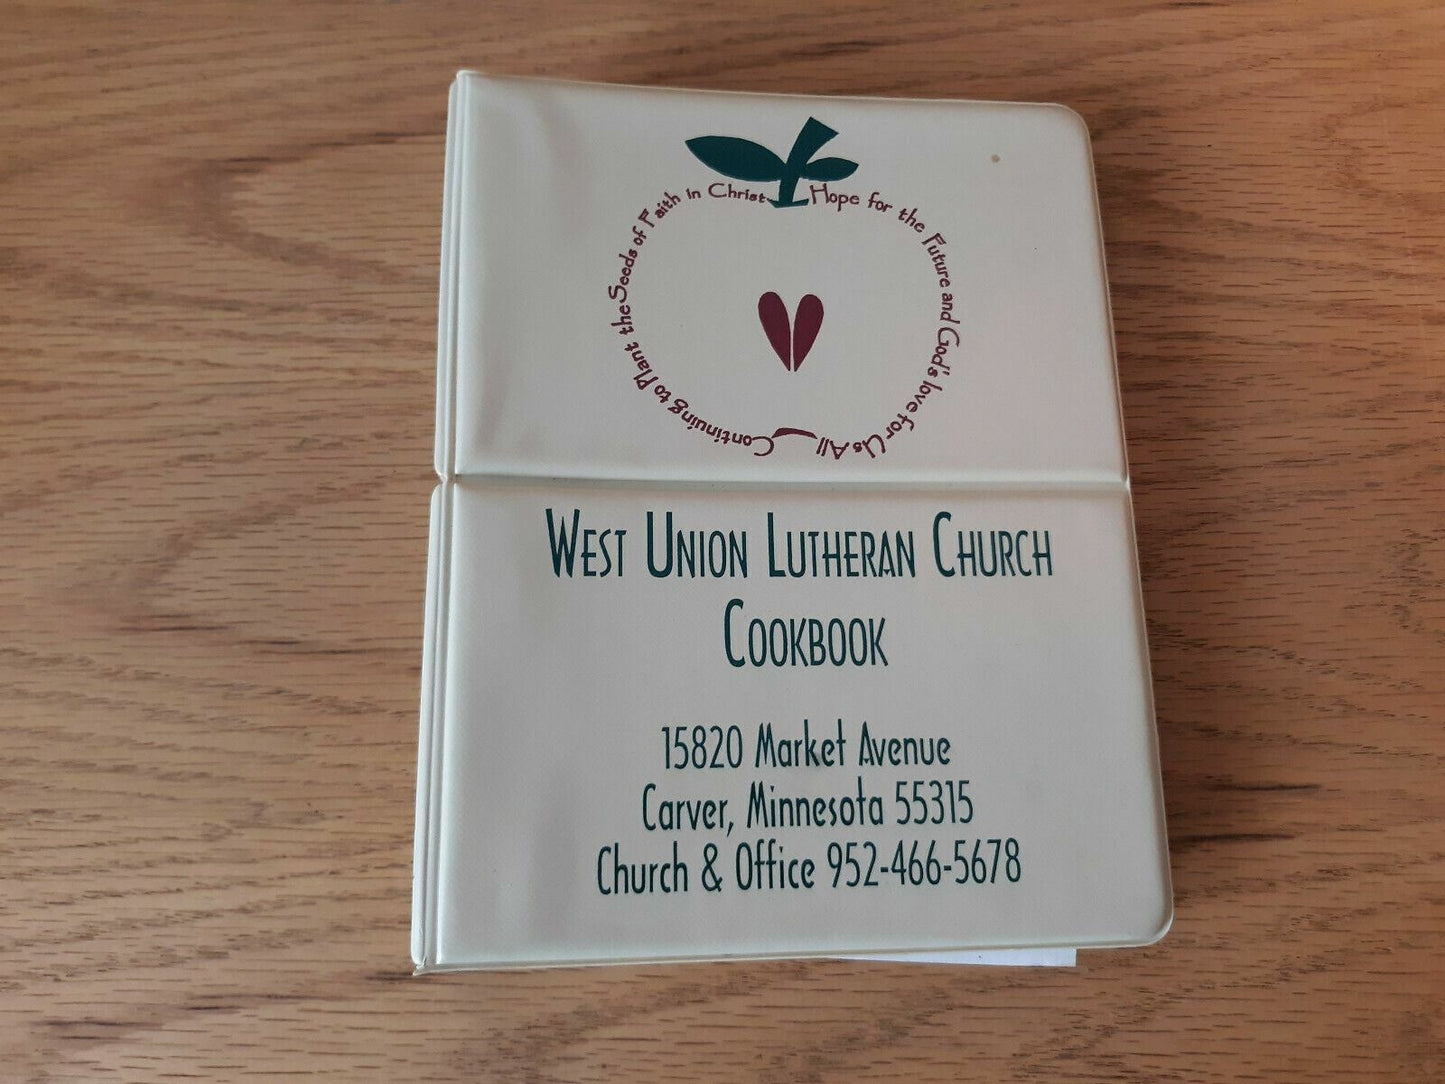 Continuing to Plant the Seeds of Faith in Christ
Hope for the Future and God's love for Us All
WEST UNION LUTHERAN CHURCH
COOKBOOK
15820 Market Avenue
Carver, Minnesota 55315
Church & Office 952-466-5678